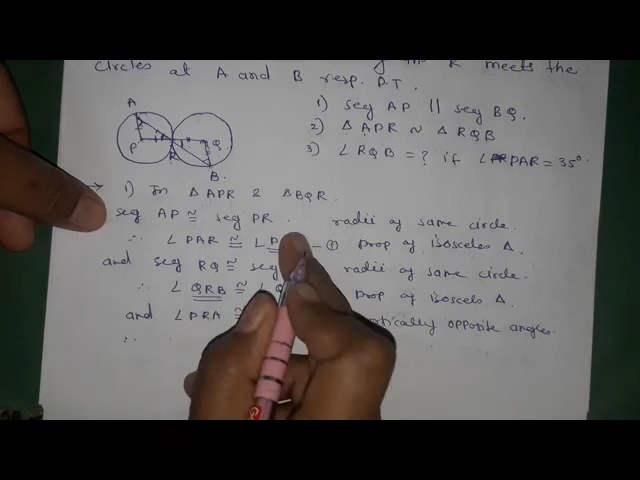 circles at A and B resp. P.T.
1) seg AP || seg BQ.
2) Δ APR ~ Δ RQB
3) ∠ RQB = ? if ∠ PAR = 35°.
A
P
R
Q
B
→ 1) In Δ APR & Δ BQR.
seg AP ≅ seg PR. radii of same circle.
∴ ∠ PAR ≅ ∠ — ① Prop of isosceles Δ.
and seg RQ ≅ seg radii of same circle.
∴ ∠ QRB ≅ ∠ Prop of isoscels Δ.
and ∠ PRA ≅ opposite angles.
∴